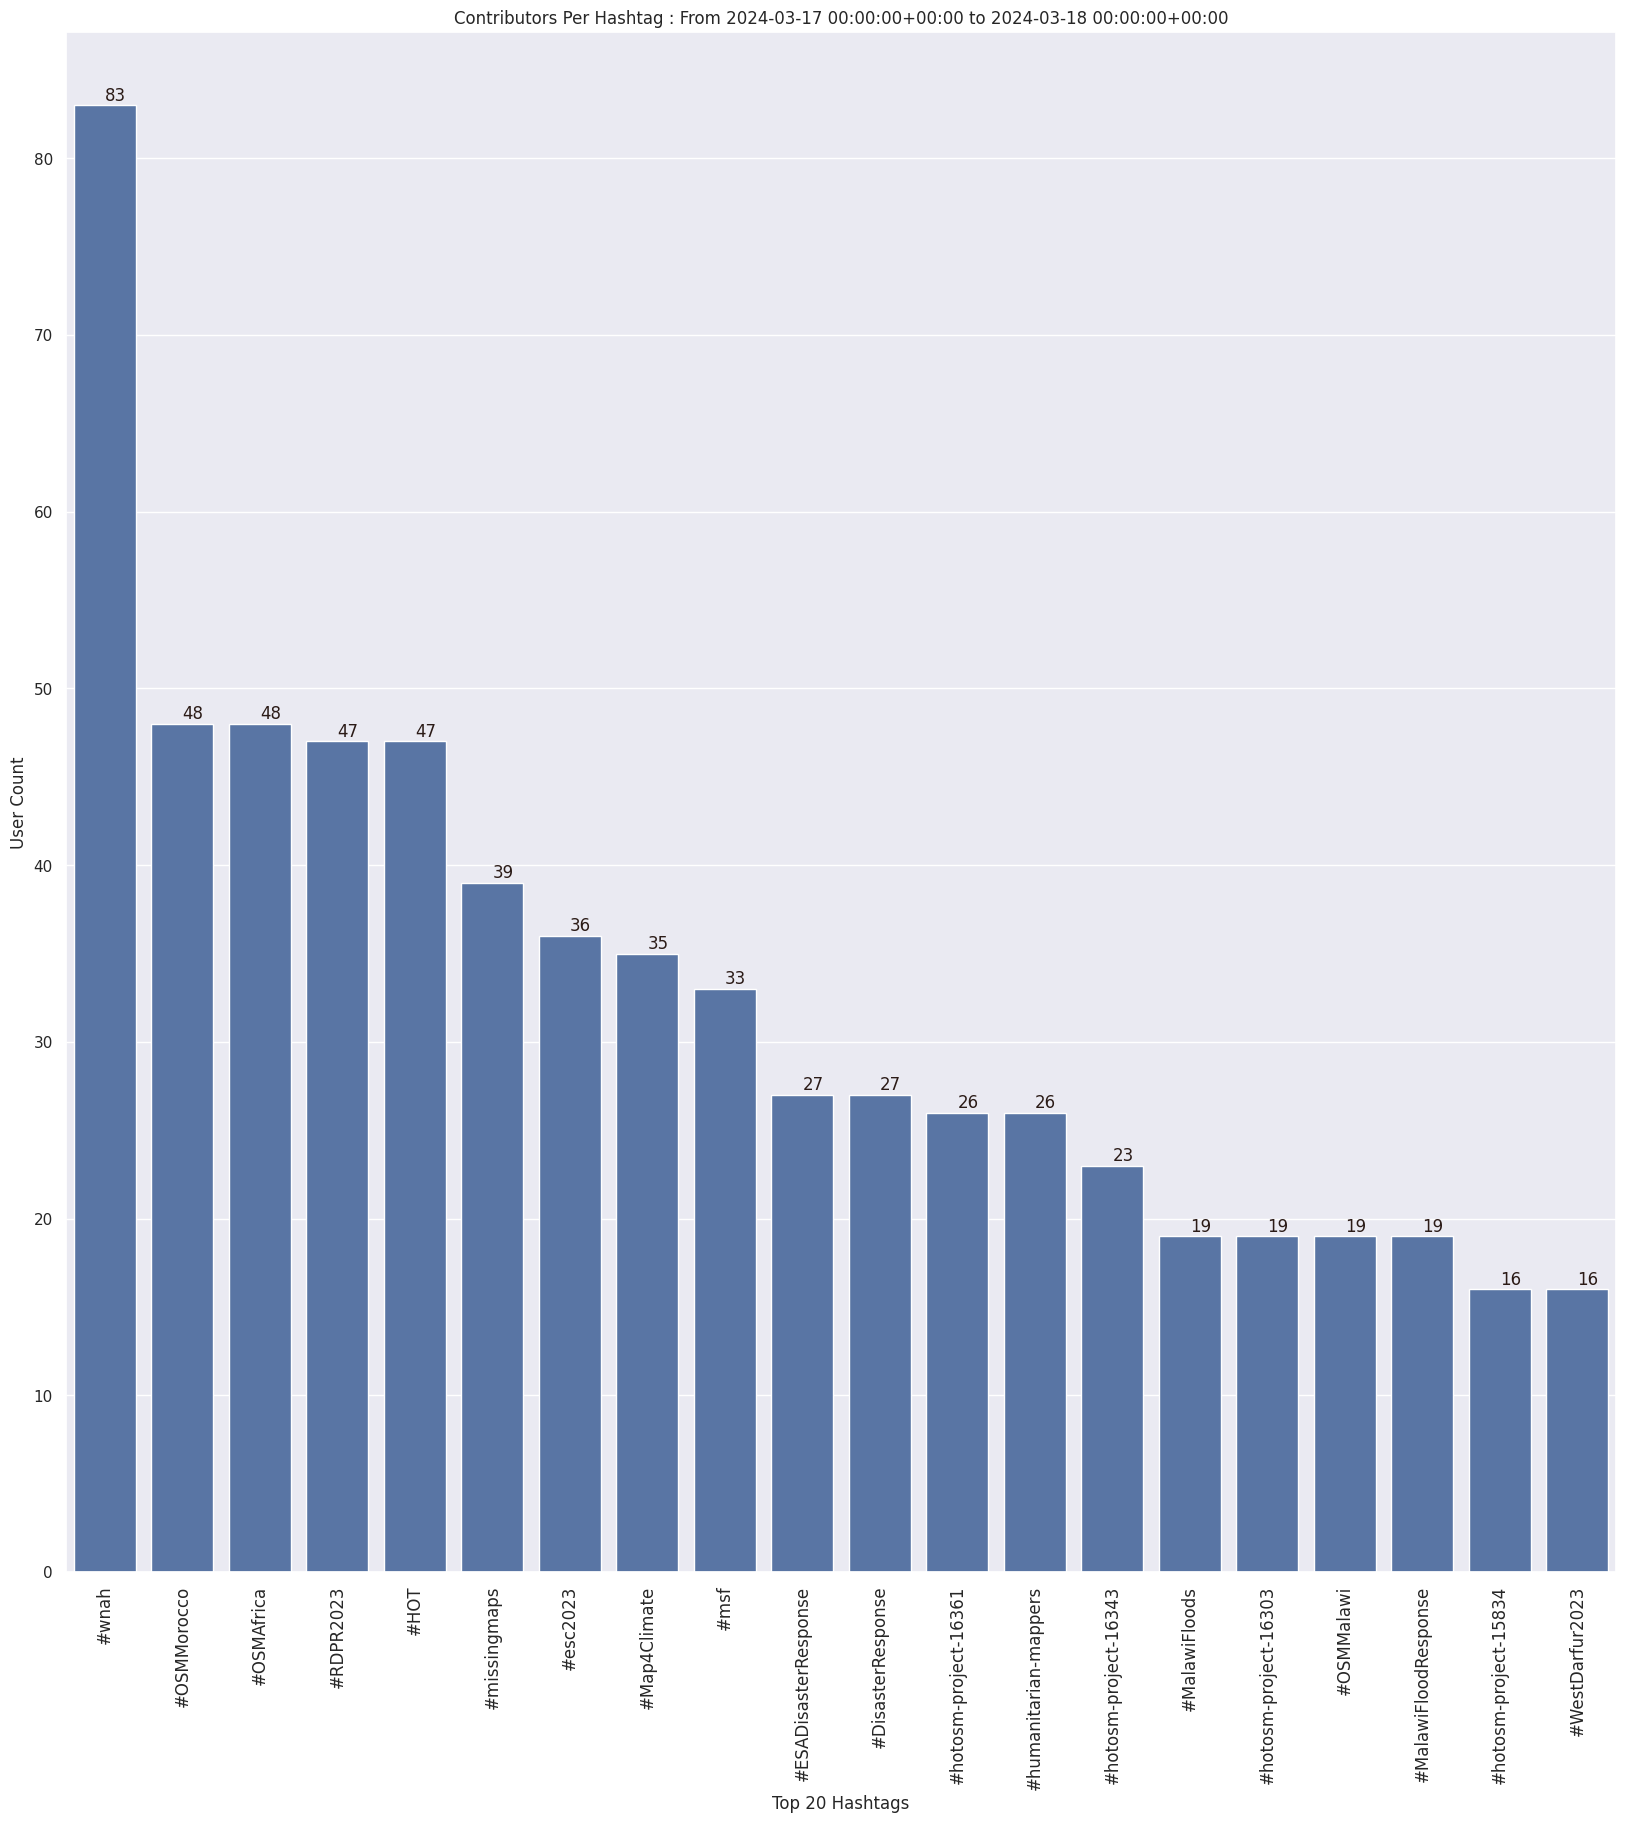 Contributors Per Hashtag : From 2024-03-17 00:00:00+00:00 to 2024-03-18 00:00:00+00:00
83
80
70
60
50
48
48
47
47
User Count
40
39
36
35
33
30
27
27
26
26
23
20
19
19
19
19
16
16
10
0
#wnah
#OSMMorocco
#OSMAfrica
#RDPR2023
#HOT
#missingmaps
#esc2023
#Map4Climate
#msf
#ESADisasterResponse
#DisasterResponse
#hotosm-project-16361
#humanitarian-mappers
#hotosm-project-16343
#MalawiFloods
#hotosm-project-16303
#OSMMalawi
#MalawiFloodResponse
#hotosm-project-15834
#WestDarfur2023
Top 20 Hashtags